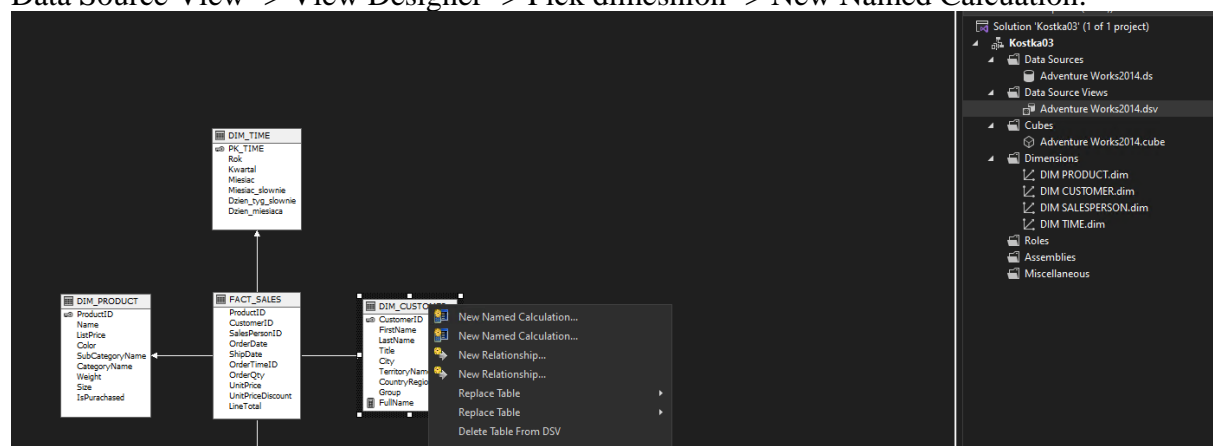 Data Source View -> View Designer -> Pick dimesnion -> New Named Calcuation.
DIM_TIME
PK_TIME
Rok
Kwartal
Miesiac
Miesiac_slownie
Dzien_tyg_slownie
Dzien_miesiaca
DIM_PRODUCT
ProductID
Name
ListPrice
Color
SubCategoryName
CategoryName
Weight
Size
IsPurachased
FACT_SALES
ProductID
CustomerID
SalesPersonID
OrderDate
ShipDate
OrderTimeID
OrderQty
UnitPrice
UnitPriceDiscount
LineTotal
DIM_CUSTO
CustomerID
FirstName
LastName
Title
City
TerritoryName
CountryRegio
Group
FullName
New Named Calculation...
New Named Calculation...
New Relationship...
New Relationship...
Replace Table
Replace Table
Delete Table From DSV
Solution 'Kostka03' (1 of 1 project)
Kostka03
Data Sources
Adventure Works2014.ds
Data Source Views
Adventure Works2014.dsv
Cubes
Adventure Works2014.cube
Dimensions
DIM PRODUCT.dim
DIM CUSTOMER.dim
DIM SALESPERSON.dim
DIM TIME.dim
Roles
Assemblies
Miscellaneous